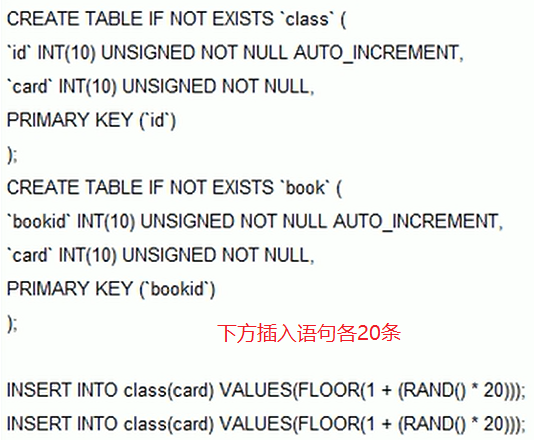 CREATE TABLE IF NOT EXISTS `class` (
`id` INT(10) UNSIGNED NOT NULL AUTO_INCREMENT,
`card` INT(10) UNSIGNED NOT NULL,
PRIMARY KEY (`id`)
);
CREATE TABLE IF NOT EXISTS `book` (
`bookid` INT(10) UNSIGNED NOT NULL AUTO_INCREMENT,
`card` INT(10) UNSIGNED NOT NULL,
PRIMARY KEY (`bookid`)
);
下方插入语句各20条
INSERT INTO class(card) VALUES(FLOOR(1 + (RAND() * 20)));
INSERT INTO class(card) VALUES(FLOOR(1 + (RAND() * 20)));